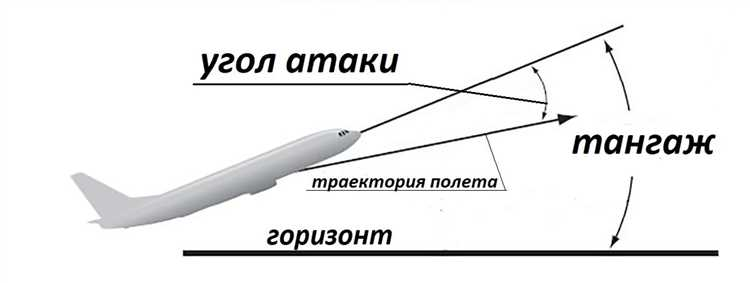 угол атаки
тангаж
траектория полета
горизонт